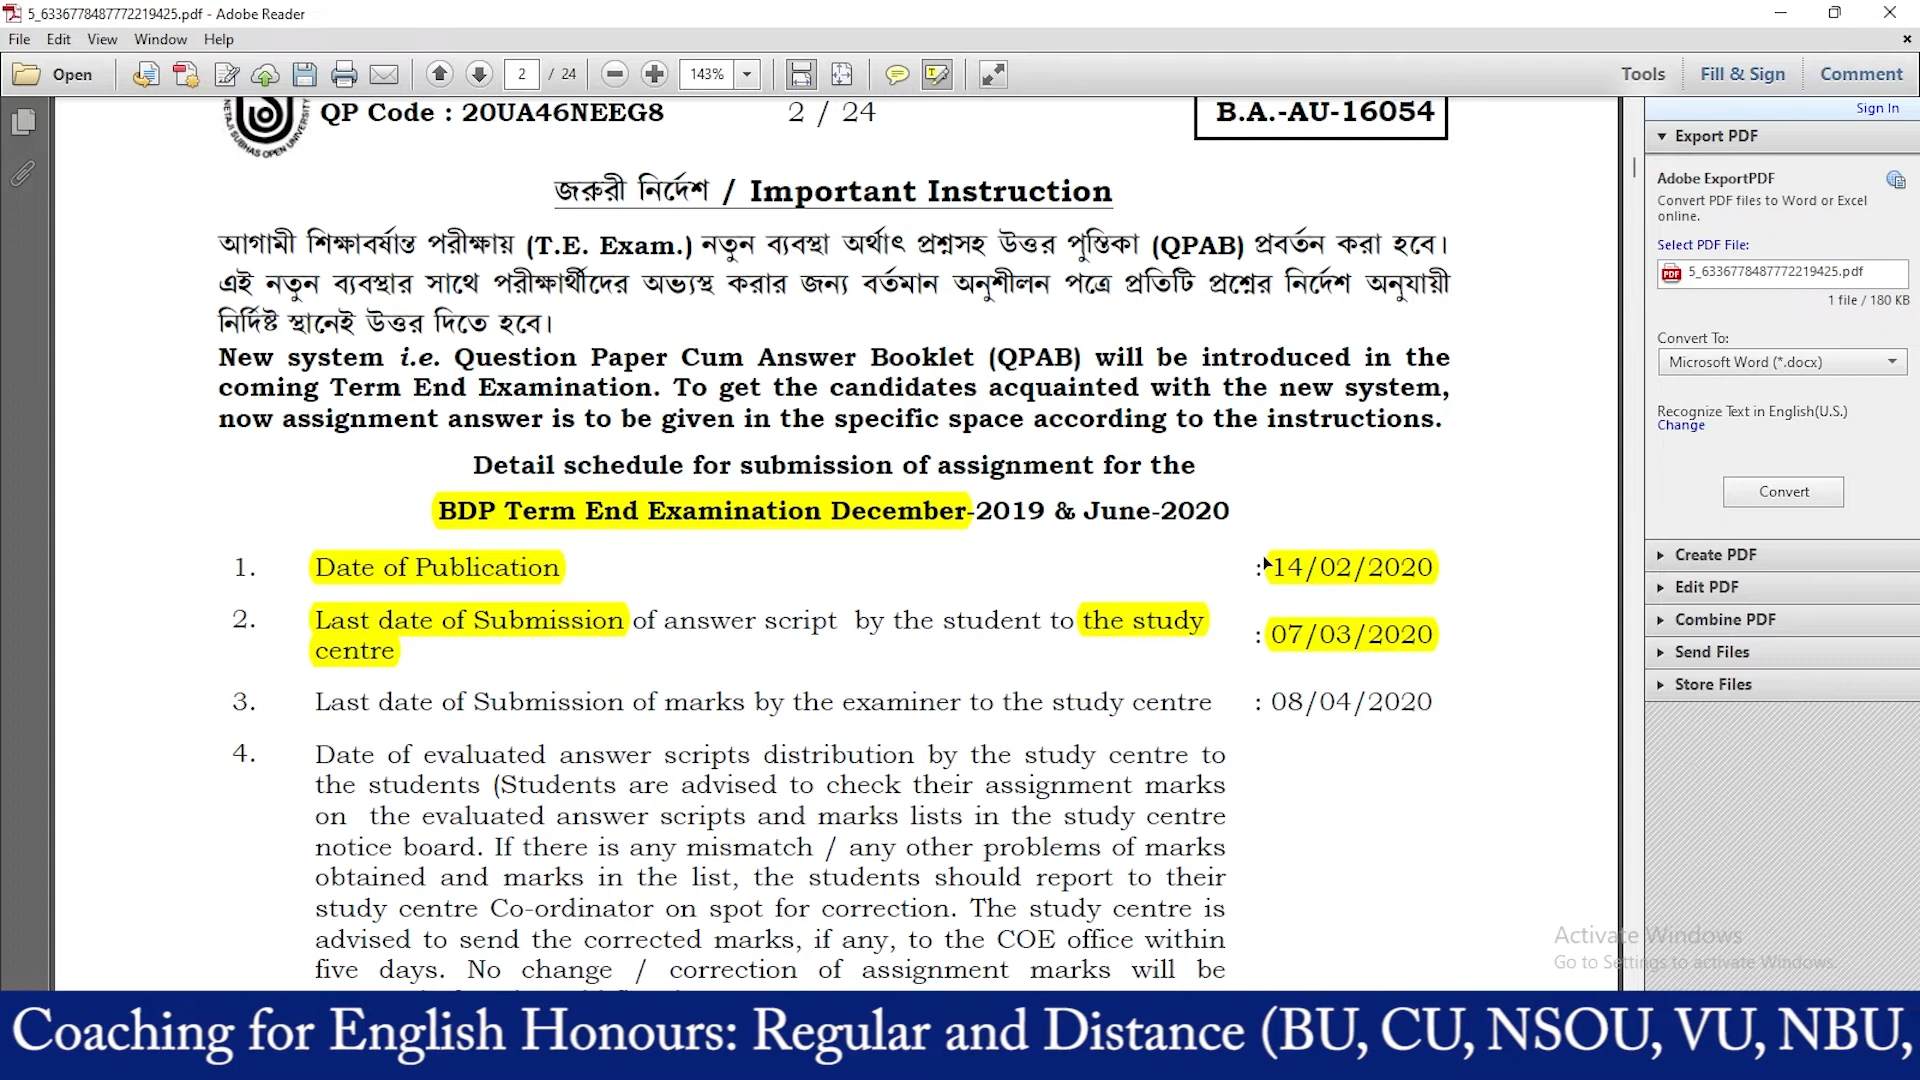 5_6336778487772219425.pdf - Adobe Reader
File Edit View Window Help
Open 2 / 24 143% Tools Fill & Sign Comment
Sign In
NETAJI SUBHAS OPEN UNIVERSITY
QP Code : 20UA46NEEG8 2 / 24 B.A.-AU-16054
জরুরী নির্দেশ / Important Instruction
আগামী শিক্ষাবর্ষান্ত পরীক্ষায় (T.E. Exam.) নতুন ব্যবস্থা অর্থাৎ প্রশ্নসহ উত্তর পুস্তিকা (QPAB) প্রবর্তন করা হবে।
এই নতুন ব্যবস্থার সাথে পরীক্ষার্থীদের অভ্যস্থ করার জন্য বর্তমান অনুশীলন পত্রে প্রতিটি প্রশ্নের নির্দেশ অনুযায়ী
নির্দিষ্ট স্থানেই উত্তর দিতে হবে।
New system i.e. Question Paper Cum Answer Booklet (QPAB) will be introduced in the
coming Term End Examination. To get the candidates acquainted with the new system,
now assignment answer is to be given in the specific space according to the instructions.
Detail schedule for submission of assignment for the
BDP Term End Examination December-2019 & June-2020
1. Date of Publication : 14/02/2020
2. Last date of Submission of answer script by the student to the study
centre : 07/03/2020
3. Last date of Submission of marks by the examiner to the study centre : 08/04/2020
4. Date of evaluated answer scripts distribution by the study centre to
the students (Students are advised to check their assignment marks
on the evaluated answer scripts and marks lists in the study centre
notice board. If there is any mismatch / any other problems of marks
obtained and marks in the list, the students should report to their
study centre Co-ordinator on spot for correction. The study centre is
advised to send the corrected marks, if any, to the COE office within
five days. No change / correction of assignment marks will be
Export PDF
Adobe ExportPDF
Convert PDF files to Word or Excel
online.
Select PDF File:
5_6336778487772219425.pdf
1 file / 180 KB
Convert To:
Microsoft Word (*.docx)
Recognize Text in English(U.S.)
Change
Convert
Create PDF
Edit PDF
Combine PDF
Send Files
Store Files
Activate Windows
Go to Settings to activate Windows.
Coaching for English Honours: Regular and Distance (BU, CU, NSOU, VU, NBU,